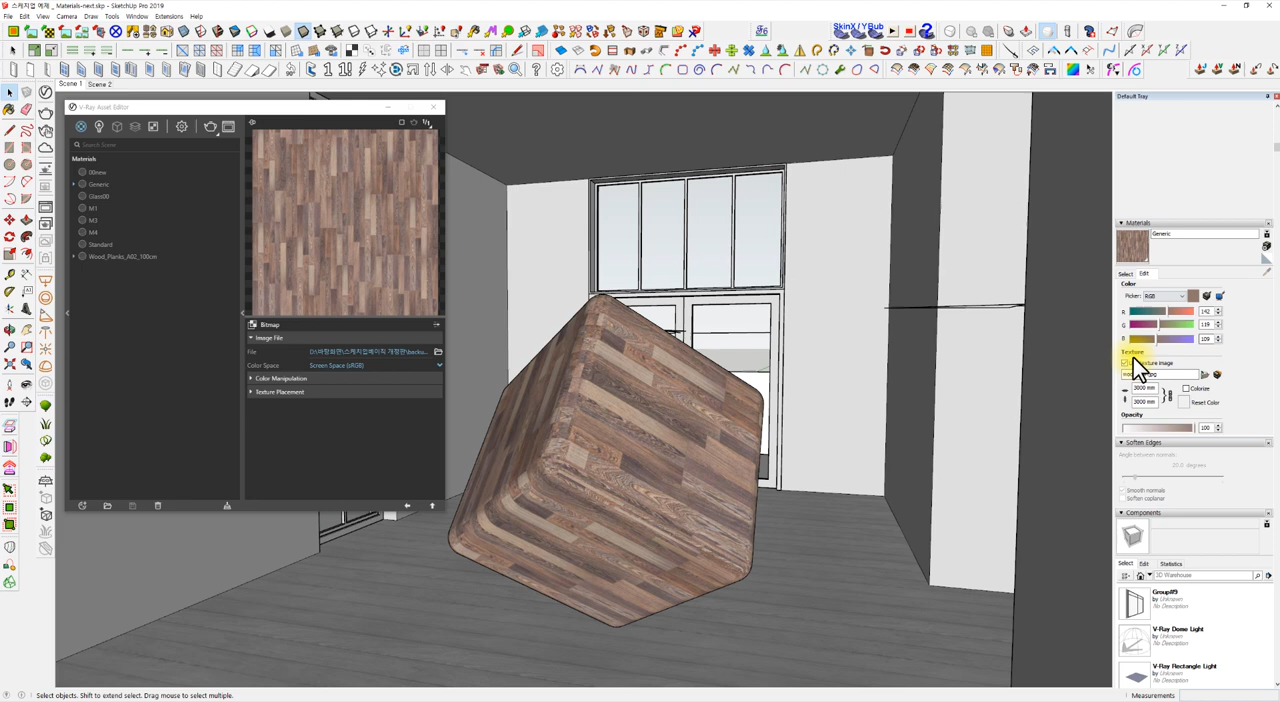 스케치업 예제 _ Materials-next.skp - SketchUp Pro 2019
File Edit View Camera Draw Tools Window Extensions Help
SkinX/YBub
Scene 1 Scene 2
V-Ray Asset Editor
Search Scene
Materials
00new
Generic
Glass00
M1
M3
M4
Standard
Wood_Planks_A02_100cm
Bitmap
Image File
File
Color Space Screen Space (sRGB)
Color Manipulation
Texture Placement
Default Tray
Materials
Generic
Select Edit
Color
Picker: RGB
R 142
G 119
B 109
Texture
3000 mm Colorize
3000 mm Reset Color
Opacity
100
Soften Edges
Angle between normals:
20.0 degrees
Smooth normals
Soften coplanar
Components
Select Edit Statistics
3D Warehouse
Group#9
by Unknown
No Description
V-Ray Dome Light
by Unknown
No Description
V-Ray Rectangle Light
by Unknown
No Description
Select objects. Shift to extend select. Drag mouse to select multiple.
Measurements